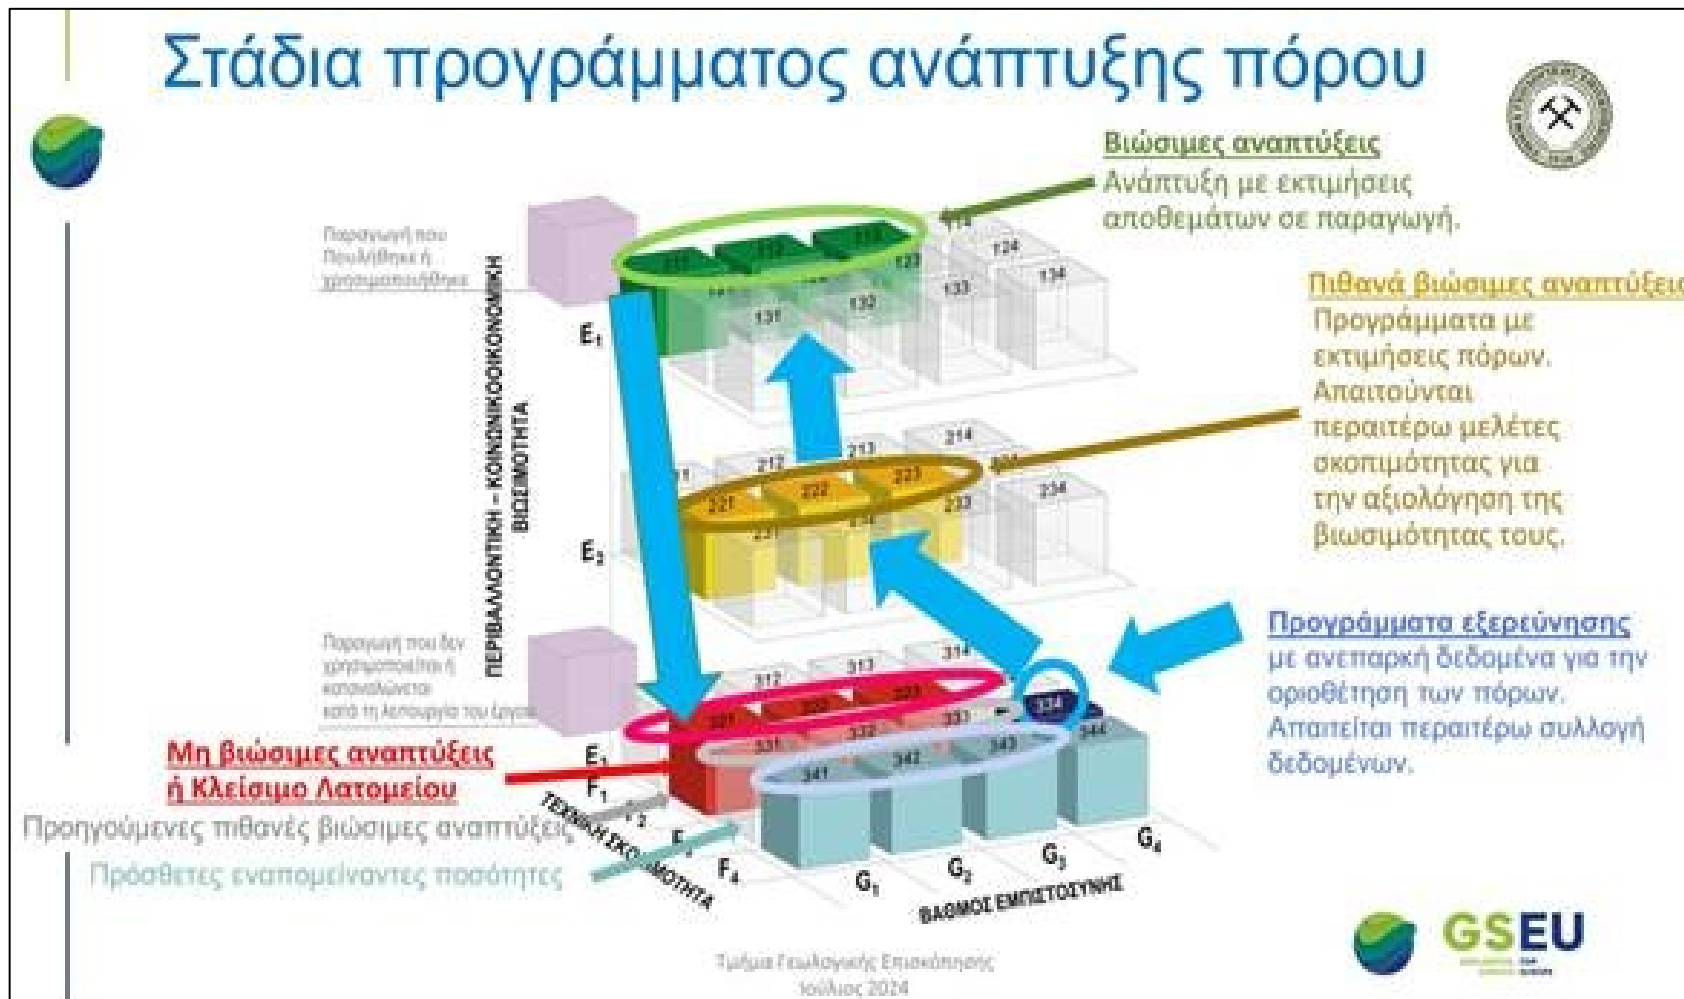 Στάδια προγράμματος ανάπτυξης πόρου
Βιώσιμες αναπτύξεις
Ανάπτυξη με εκτιμήσεις
αποθεμάτων σε παραγωγή.
Παραγωγή που
Πουλήθηκε ή
χρησιμοποιήθηκε
Πιθανά βιώσιμες αναπτύξεις
Προγράμματα με
εκτιμήσεις πόρων.
Απαιτούνται
περαιτέρω μελέτες
σκοπιμότητας για
την αξιολόγηση της
βιωσιμότητας τους.
ΠΕΡΙΒΑΛΛΟΝΤΙΚΗ – ΚΟΙΝΩΝΙΚΟΟΙΚΟΝΟΜΙΚΗ
ΒΙΩΣΙΜΟΤΗΤΑ
E1
124
123
134
133
132
131
E2
214
213
212
223
222
221
234
233
231
Παραγωγή που δεν
χρησιμοποιείται ή
καταναλώνεται
κατά τη λειτουργία του έργου
Προγράμματα εξερεύνησης
με ανεπαρκή δεδομένα για την
οριοθέτηση των πόρων.
Απαιτείται περαιτέρω συλλογή
δεδομένων.
314
313
312
321
322
323
334
333
332
331
344
343
342
341
Μη βιώσιμες αναπτύξεις
ή Κλείσιμο Λατομείου
Προηγούμενες πιθανές βιώσιμες αναπτύξεις
Πρόσθετες εναπομείναντες ποσότητες
E3
F1
F4
G1
G2
G3
G4
ΒΑΘΜΟΣ ΕΜΠΙΣΤΟΣΥΝΗΣ
Τμήμα Γεωλογικής Επισκόπησης
Ιούλιος 2024
GSEU